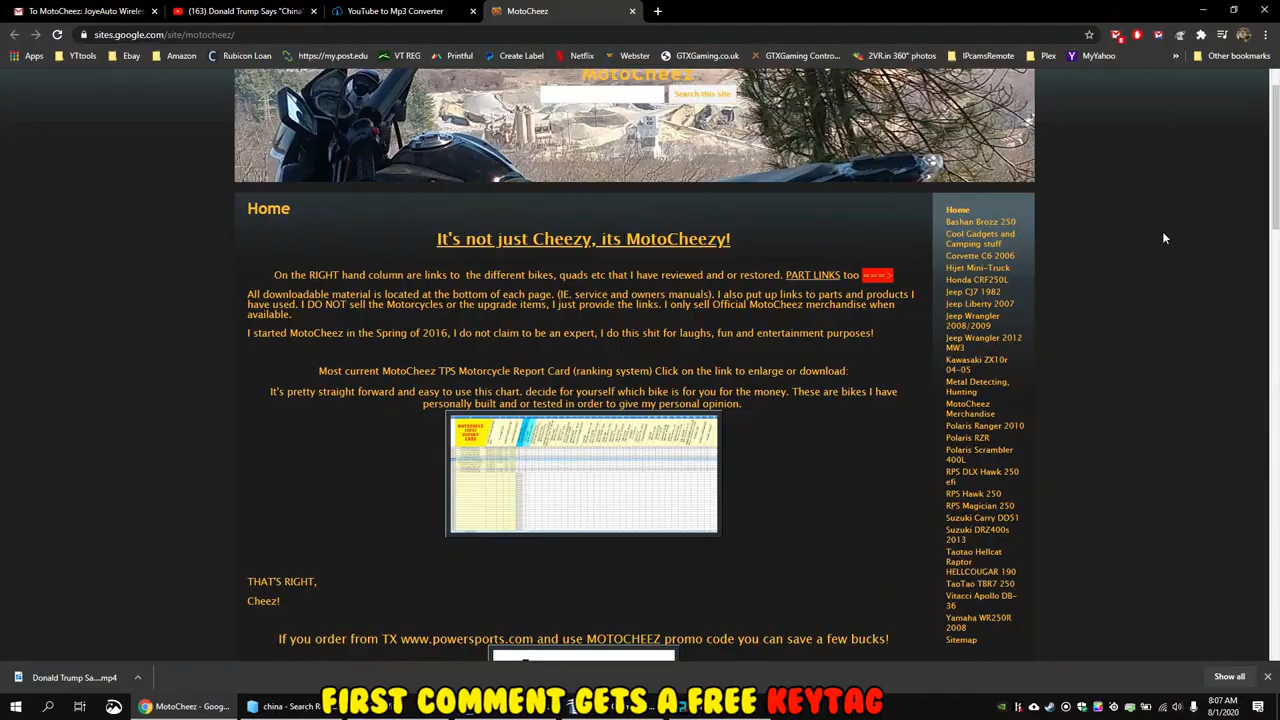 To MotoCheez: JoyeAuto Wireless
(163) Donald Trump Says "China"
Downloads
MotoCheez
sites.google.com/site/motocheez/
Apps
YTtools
Ebay
Amazon
Rubicon Loan
https://my.post.edu
VT REG
Printful
Create Label
Netflix
Webster
GTXGaming.co.uk
GTXGaming Contro...
2VR.in 360° photos
IPcamsRemote
Plex
MyYahoo
»
Other bookmarks
MotoCheez
Search this site
Home
It's not just Cheezy, its MotoCheezy!
On the RIGHT hand column are links to the different bikes, quads etc that I have reviewed and or restored. PART LINKS too ===>
All downloadable material is located at the bottom of each page. (IE. service and owners manuals). I also put up links to parts and products I
have used. I DO NOT sell the Motorcycles or the upgrade items, I just provide the links. I only sell Official MotoCheez merchandise when
available.
I started MotoCheez in the Spring of 2016, I do not claim to be an expert, I do this shit for laughs, fun and entertainment purposes!
Most current MotoCheez TPS Motorcycle Report Card (ranking system) Click on the link to enlarge or download:
It's pretty straight forward and easy to use this chart. decide for yourself which bike is for you for the money. These are bikes I have
personally built and or tested in order to give my personal opinion.
MOTOCHEEZ
(TPS)
REPORT
CARD
THAT'S RIGHT,
Cheez!
If you order from TX www.powersports.com and use MOTOCHEEZ promo code you can save a few bucks!
Home
Bashan Brozz 250
Cool Gadgets and
Camping stuff
Corvette C6 2006
Hijet Mini-Truck
Honda CRF250L
Jeep CJ7 1982
Jeep Liberty 2007
Jeep Wrangler
2008/2009
Jeep Wrangler 2012
MW3
Kawasaki ZX10r
04-05
Metal Detecting,
Hunting
MotoCheez
Merchandise
Polaris Ranger 2010
Polaris RZR
Polaris Scrambler
400L
RPS DLX Hawk 250
efi
RPS Hawk 250
RPS Magician 250
Suzuki Carry DD51
Suzuki DRZ400s
2013
Taotao Hellcat
Raptor
HELLCOUGAR 190
TaoTao TBR7 250
Vitacci Apollo DB-
36
Yamaha WR250R
2008
Sitemap
Donald Trump Sa....mp4
Show all
FIRST COMMENT GETS A FREE KEYTAG
MotoCheez - Goog...
china - Search R
8:07 AM
8/1/2020